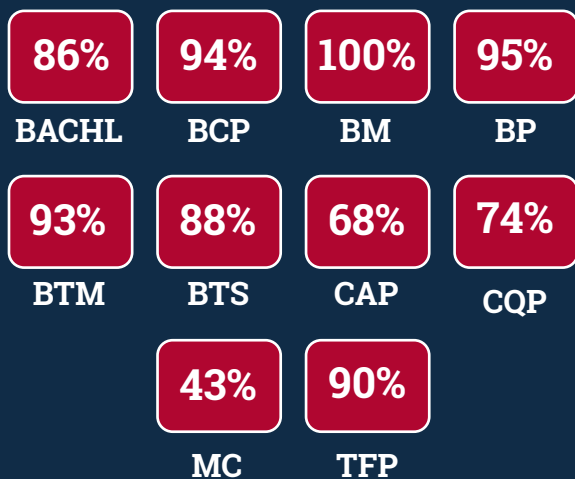 86% 94% 100% 95%
BACHL BCP BM BP
93% 88% 68% 74%
BTM BTS CAP CQP
43% 90%
MC TFP